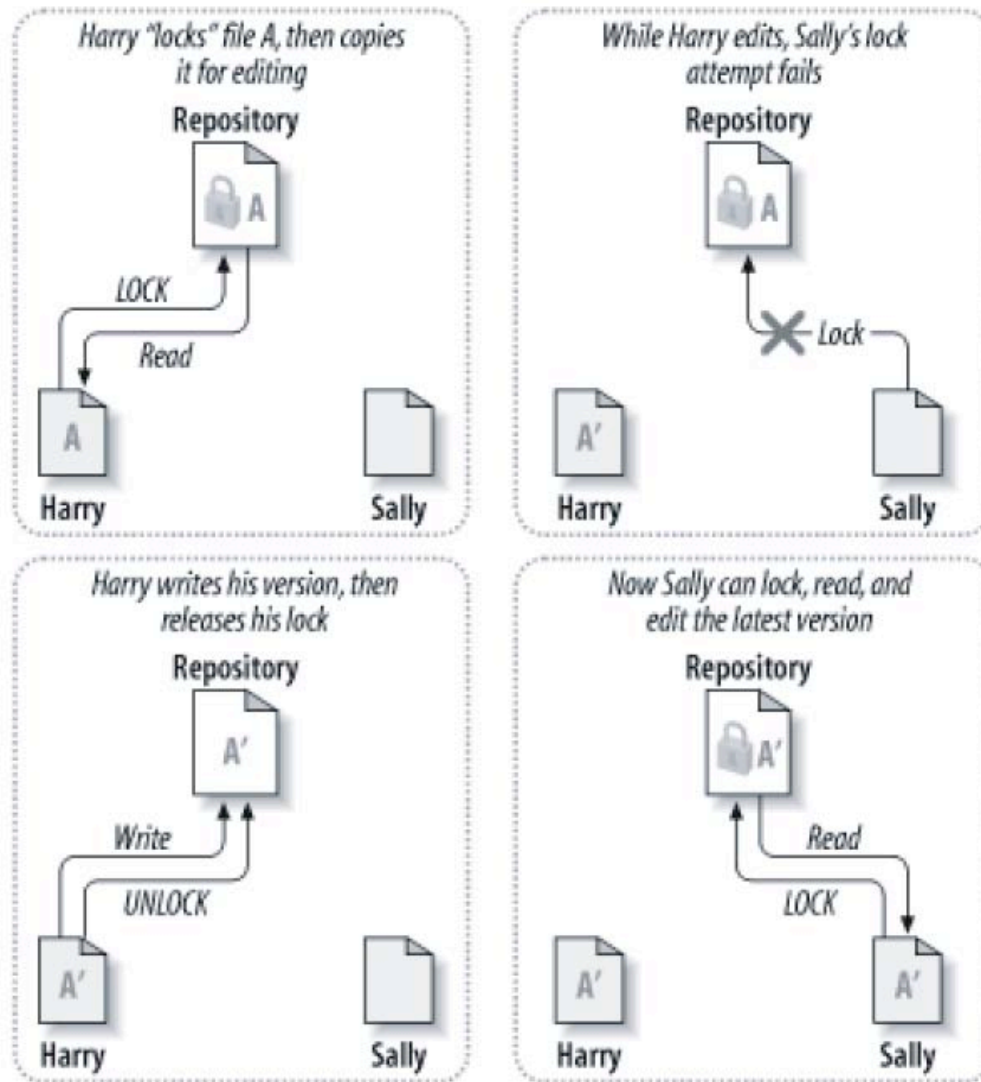 Harry “locks” file A, then copies
it for editing
Repository
A
LOCK
Read
A
Harry
Sally
While Harry edits, Sally’s lock
attempt fails
Repository
A
Lock
A’
Harry
Sally
Harry writes his version, then
releases his lock
Repository
A’
Write
UNLOCK
A’
Harry
Sally
Now Sally can lock, read, and
edit the latest version
Repository
A’
Read
LOCK
A’
A’
Harry
Sally